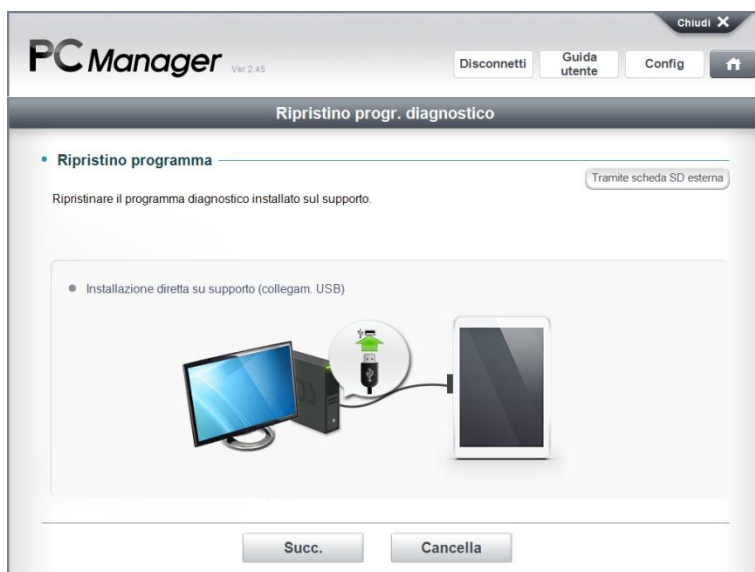 Chiudi X
PC Manager Ver 2.45
Disconnetti
Guida
utente
Config
Ripristino progr. diagnostico
Ripristino programma
Tramite scheda SD esterna
Ripristinare il programma diagnostico installato sul supporto.
Installazione diretta su supporto (collegam. USB)
Succ.
Cancella